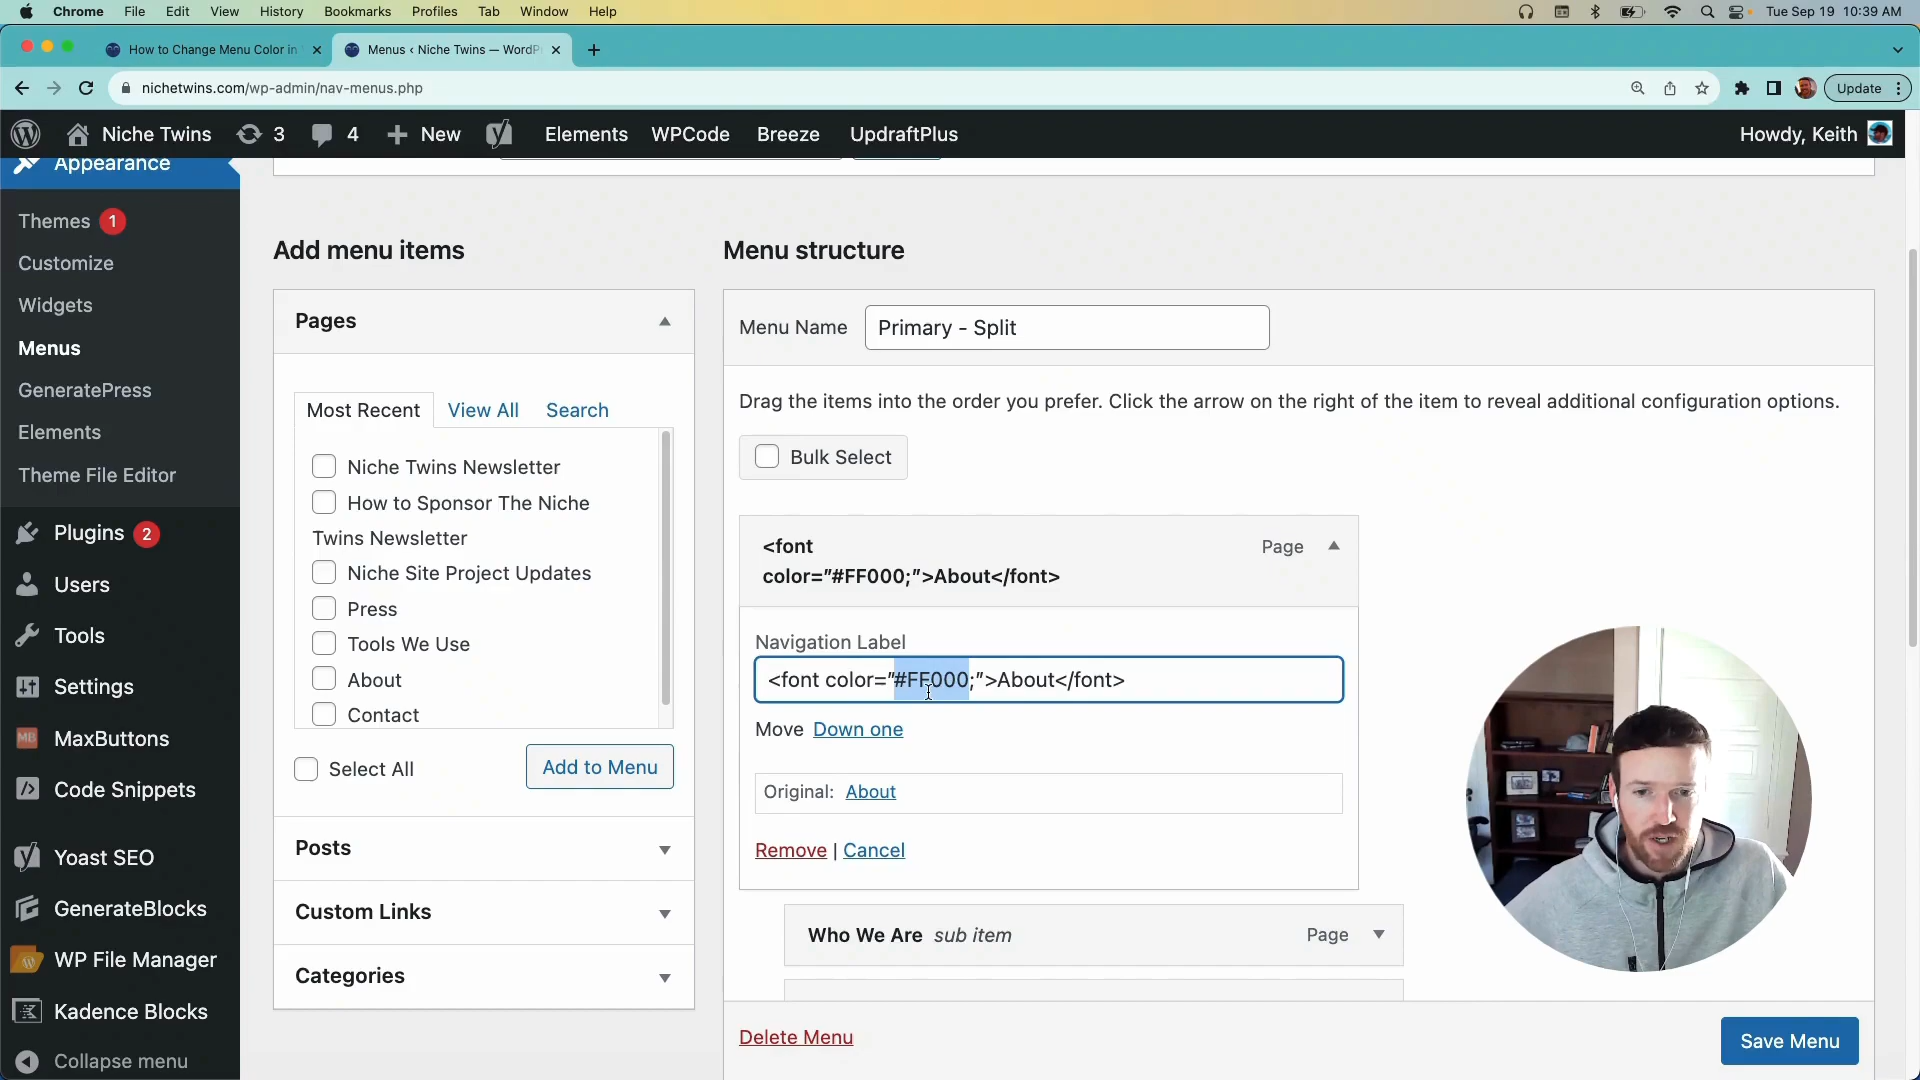 Chrome File Edit View History Bookmarks Profiles Tab Window Help
Tue Sep 19 10:39 AM
How to Change Menu Color in
Menus ‹ Niche Twins — WordP
nichetwins.com/wp-admin/nav-menus.php
Update
Niche Twins 3 4 New Elements WPCode Breeze UpdraftPlus
Howdy, Keith
Appearance
Themes 1
Customize
Widgets
Menus
GeneratePress
Elements
Theme File Editor
Plugins 2
Users
Tools
Settings
MB MaxButtons
Code Snippets
Yoast SEO
GenerateBlocks
WP File Manager
Kadence Blocks
Collapse menu
Add menu items
Pages
Most Recent View All Search
Niche Twins Newsletter
How to Sponsor The Niche
Twins Newsletter
Niche Site Project Updates
Press
Tools We Use
About
Contact
Select All
Add to Menu
Posts
Custom Links
Categories
Menu structure
Menu Name Primary - Split
Drag the items into the order you prefer. Click the arrow on the right of the item to reveal additional configuration options.
Bulk Select
<font
color=”#FF000;”>About</font>
Page
Navigation Label
<font color=”#FF000;”>About</font>
Move Down one
Original: About
Remove | Cancel
Who We Are sub item Page
Delete Menu
Save Menu